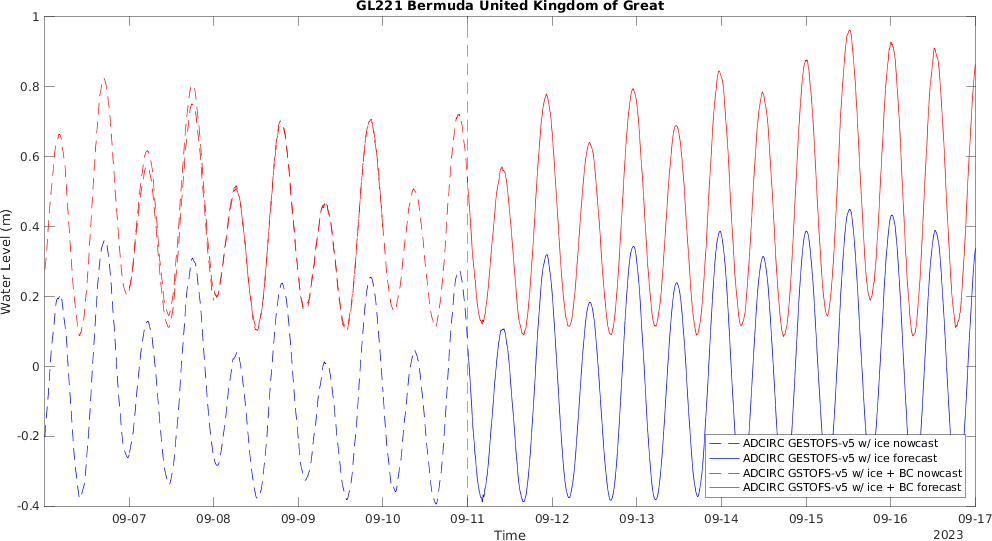 GL221 Bermuda United Kingdom of Great
Water Level (m)
1
0.8
0.6
0.4
0.2
0
-0.2
-0.4
ADCIRC GESTOFS-v5 w/ ice nowcast
ADCIRC GESTOFS-v5 w/ ice forecast
ADCIRC GSTOFS-v5 w/ ice + BC nowcast
ADCIRC GSTOFS-v5 w/ ice + BC forecast
09-07 09-08 09-09 09-10 09-11 09-12 09-13 09-14 09-15 09-16 09-17
Time
2023